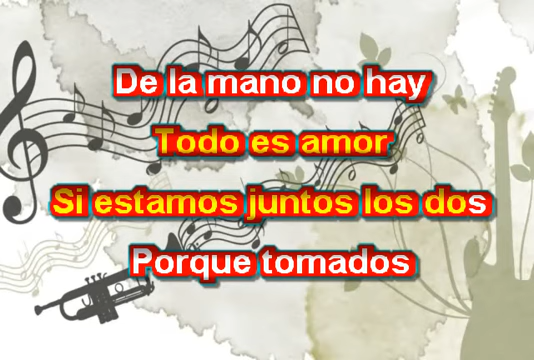 De la mano no hay
Todo es amor
Si estamos juntos los dos
Porque tomados